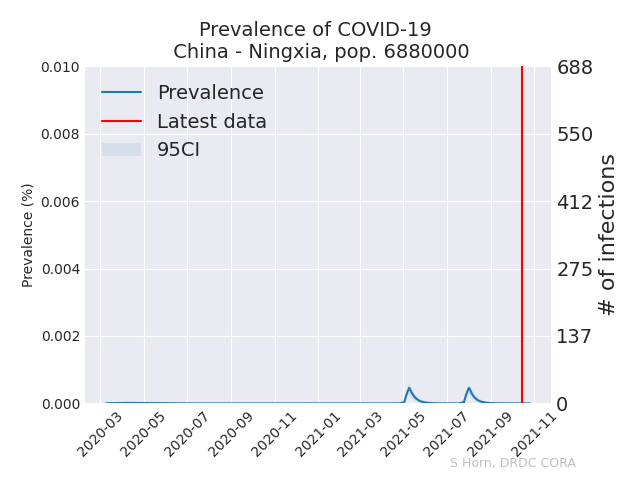 Prevalence of COVID-19
China - Ningxia, pop. 6880000
Prevalence
Latest data
95CI
Prevalence (%)
0.010
0.008
0.006
0.004
0.002
0.000
688
550
412
275
137
0
# of infections
2020-03
2020-05
2020-07
2020-09
2020-11
2021-01
2021-03
2021-05
2021-07
2021-09
2021-11
S Horn, DRDC CORA